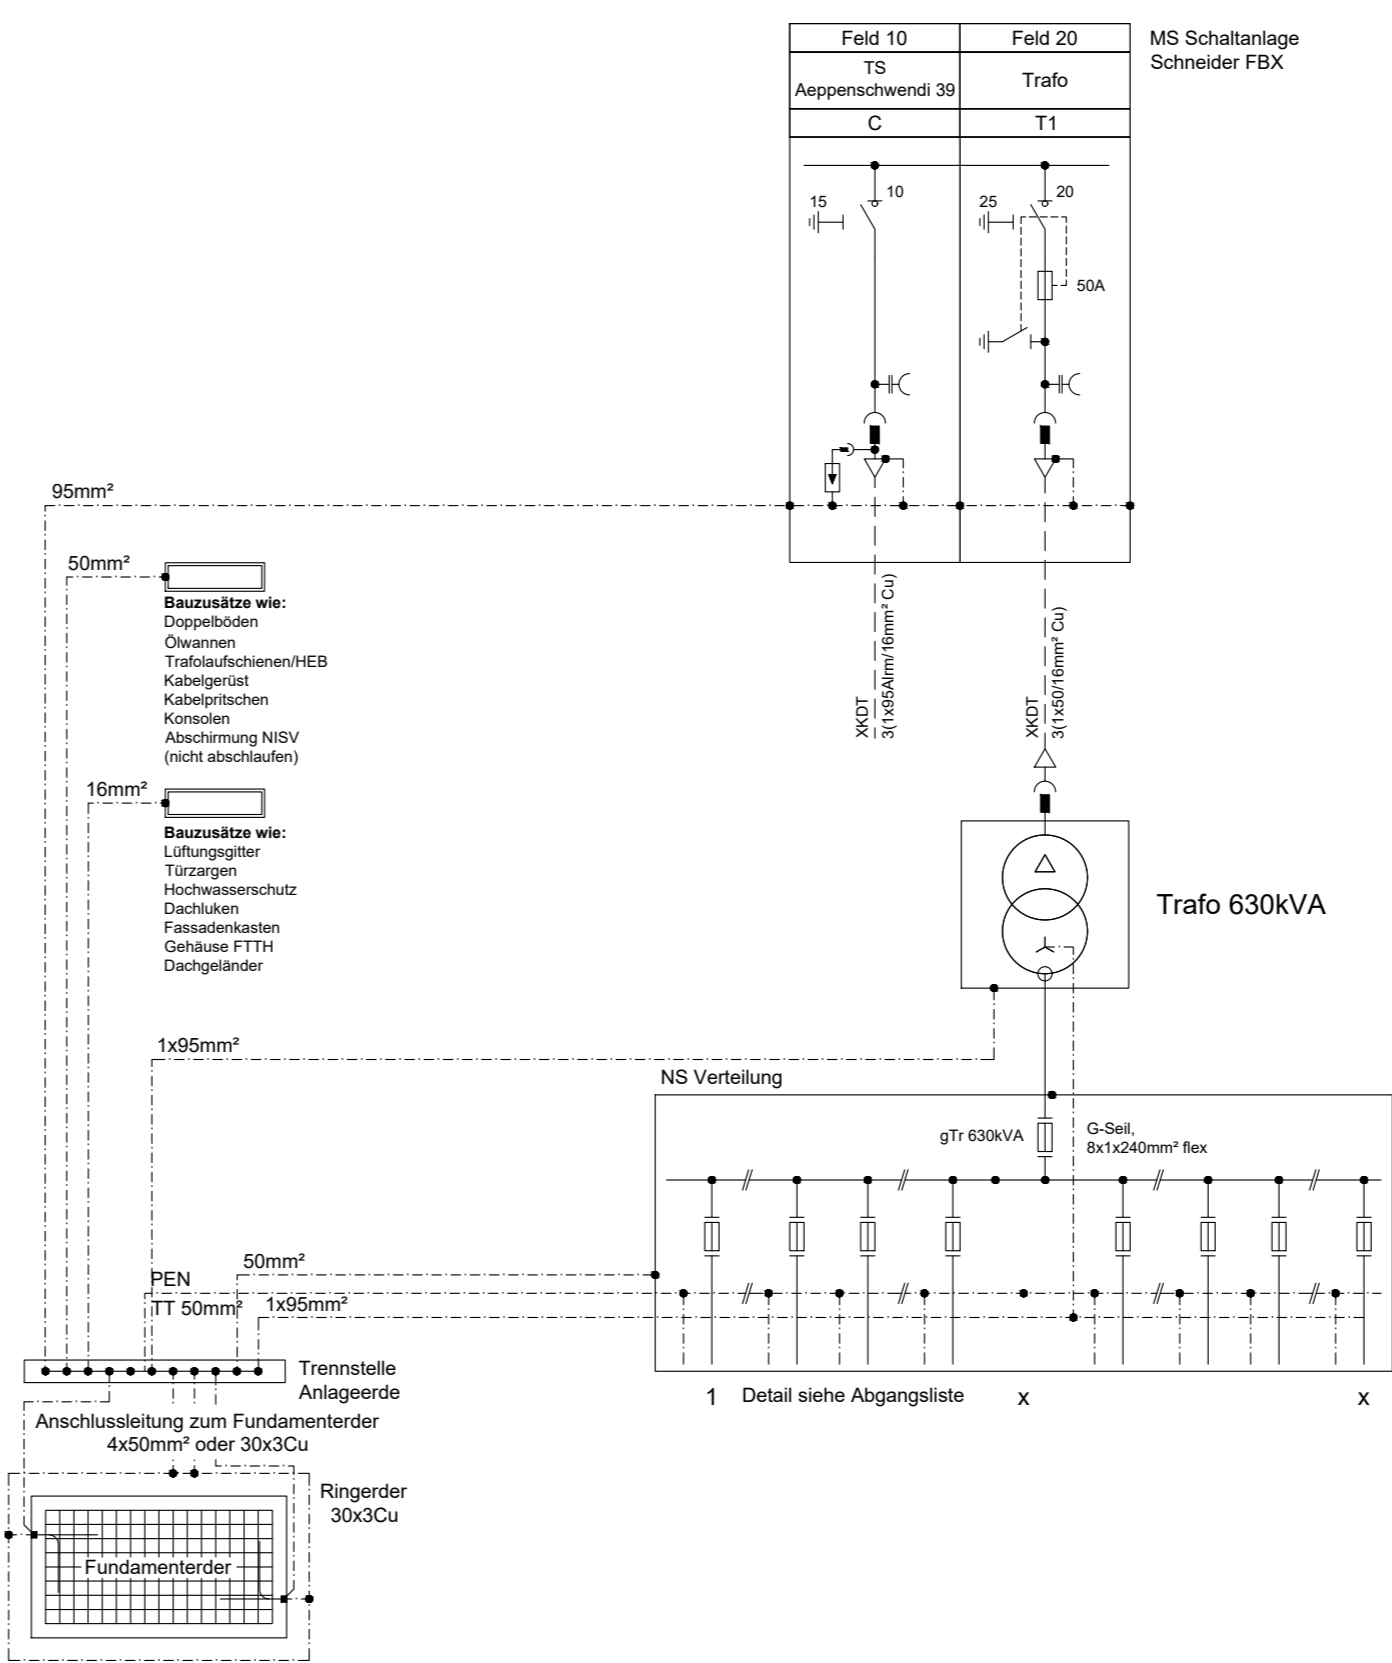 Feld 10
Feld 20
MS Schaltanlage
Schneider FBX
TS
Aeppenschwendi 39
Trafo
C
T1
15
10
25
20
50A
95mm²
50mm²
Bauzusätze wie:
Doppelböden
Ölwannen
Trafolaufschienen/HEB
Kabelgerüst
Kabelpritschen
Konsolen
Abschirmung NISV
(nicht abschlaufen)
XKDT
3(1x95Alrm/16mm² Cu)
XKDT
3(1x50/16mm² Cu)
16mm²
Bauzusätze wie:
Lüftungsgitter
Türzargen
Hochwasserschutz
Dachluken
Fassadenkasten
Gehäuse FTTH
Dachgeländer
Trafo 630kVA
1x95mm²
NS Verteilung
gTr 630kVA
G-Seil,
8x1x240mm² flex
50mm²
PEN
TT 50mm²
1x95mm²
Trennstelle
Anlageerde
1
Detail siehe Abgangsliste
x
x
Anschlussleitung zum Fundamenterder
4x50mm² oder 30x3Cu
Ringerder
30x3Cu
Fundamenterder